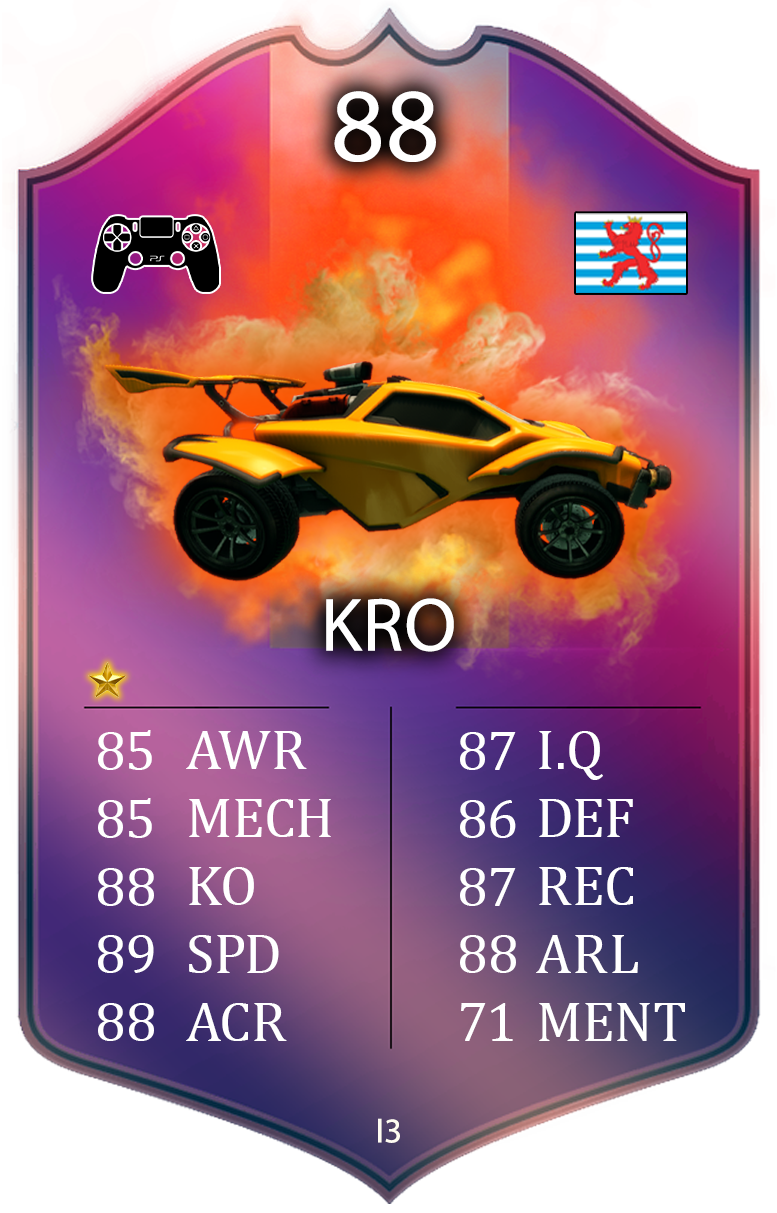 88
PS
KRO
85 AWR
85 MECH
88 KO
89 SPD
88 ACR
87 I.Q
86 DEF
87 REC
88 ARL
71 MENT
I3